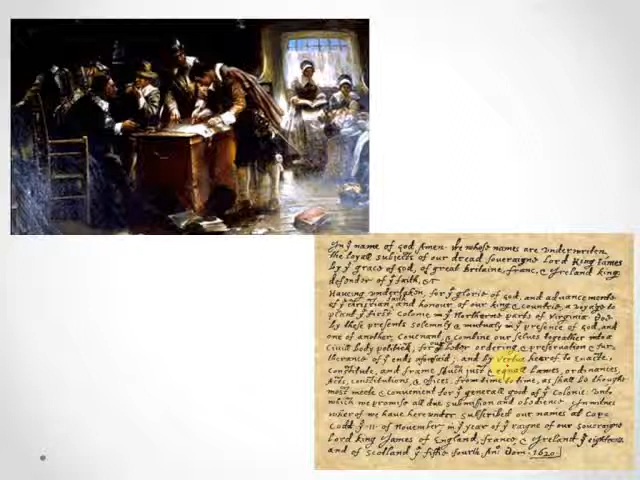 In yͤ name of god Amen. We whose names are underwriten,
the loyall subjects of our dread soveraigne Lord King James
by yͤ grace of god, of great britaine, franc, & Ireland king,
defender of yͤ faith, &c
Haveing undertaken, for yͤ glorie of god, and advancemente
of yͤ christian faith and honour of our king & countrie, a voyage to
plant yͤ first colonie in yͤ Northerne parts of Virginia. Doe
by these presents solemnly & mutualy in yͤ presence of god, and
one of another, covenant, & combine our selves togeather into a
Civill body politick, for our better ordering, & preservation & fur=
therance of yͤ ends aforesaid; and by vertue hearof to enacte,
constitute, and frame shuch just & equall Lawes, ordinances,
Acts, constitutions, & offices, from time to time, as shall be thought
most meete & convenient for yͤ generall good of yͤ Colonie: unto
which we promise all due submission and obedience. In witnes
wherof we have hereunder subscribed our names at Cap=
Codd yͤ .11. of November, in yͤ year of yͤ raigne of our soveraigne
Lord king James of England, france, & Ireland yͤ eighteenth
and of Scotland yͤ fiftie fourth. Ano: Dom. 1620.